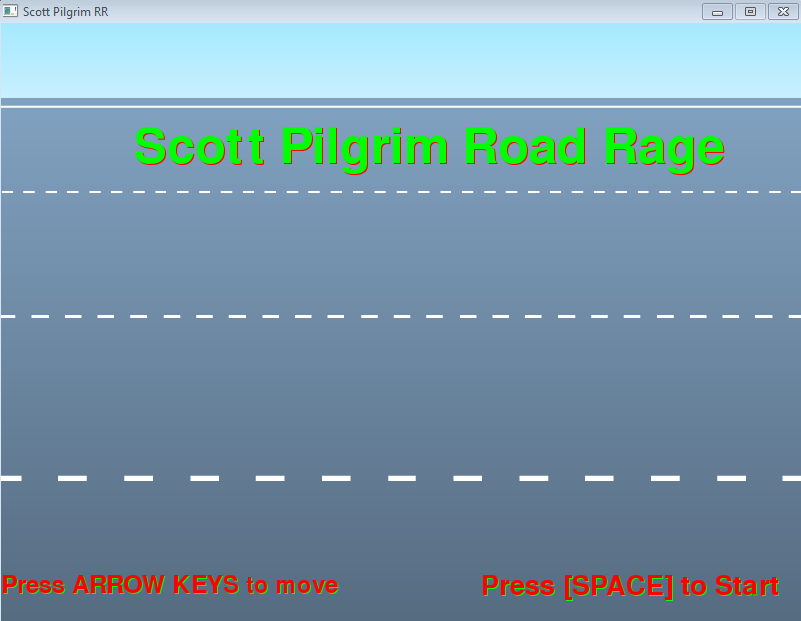 Scott Pilgrim RR
Scott Pilgrim Road Rage
Press ARROW KEYS to move
Press [SPACE] to Start